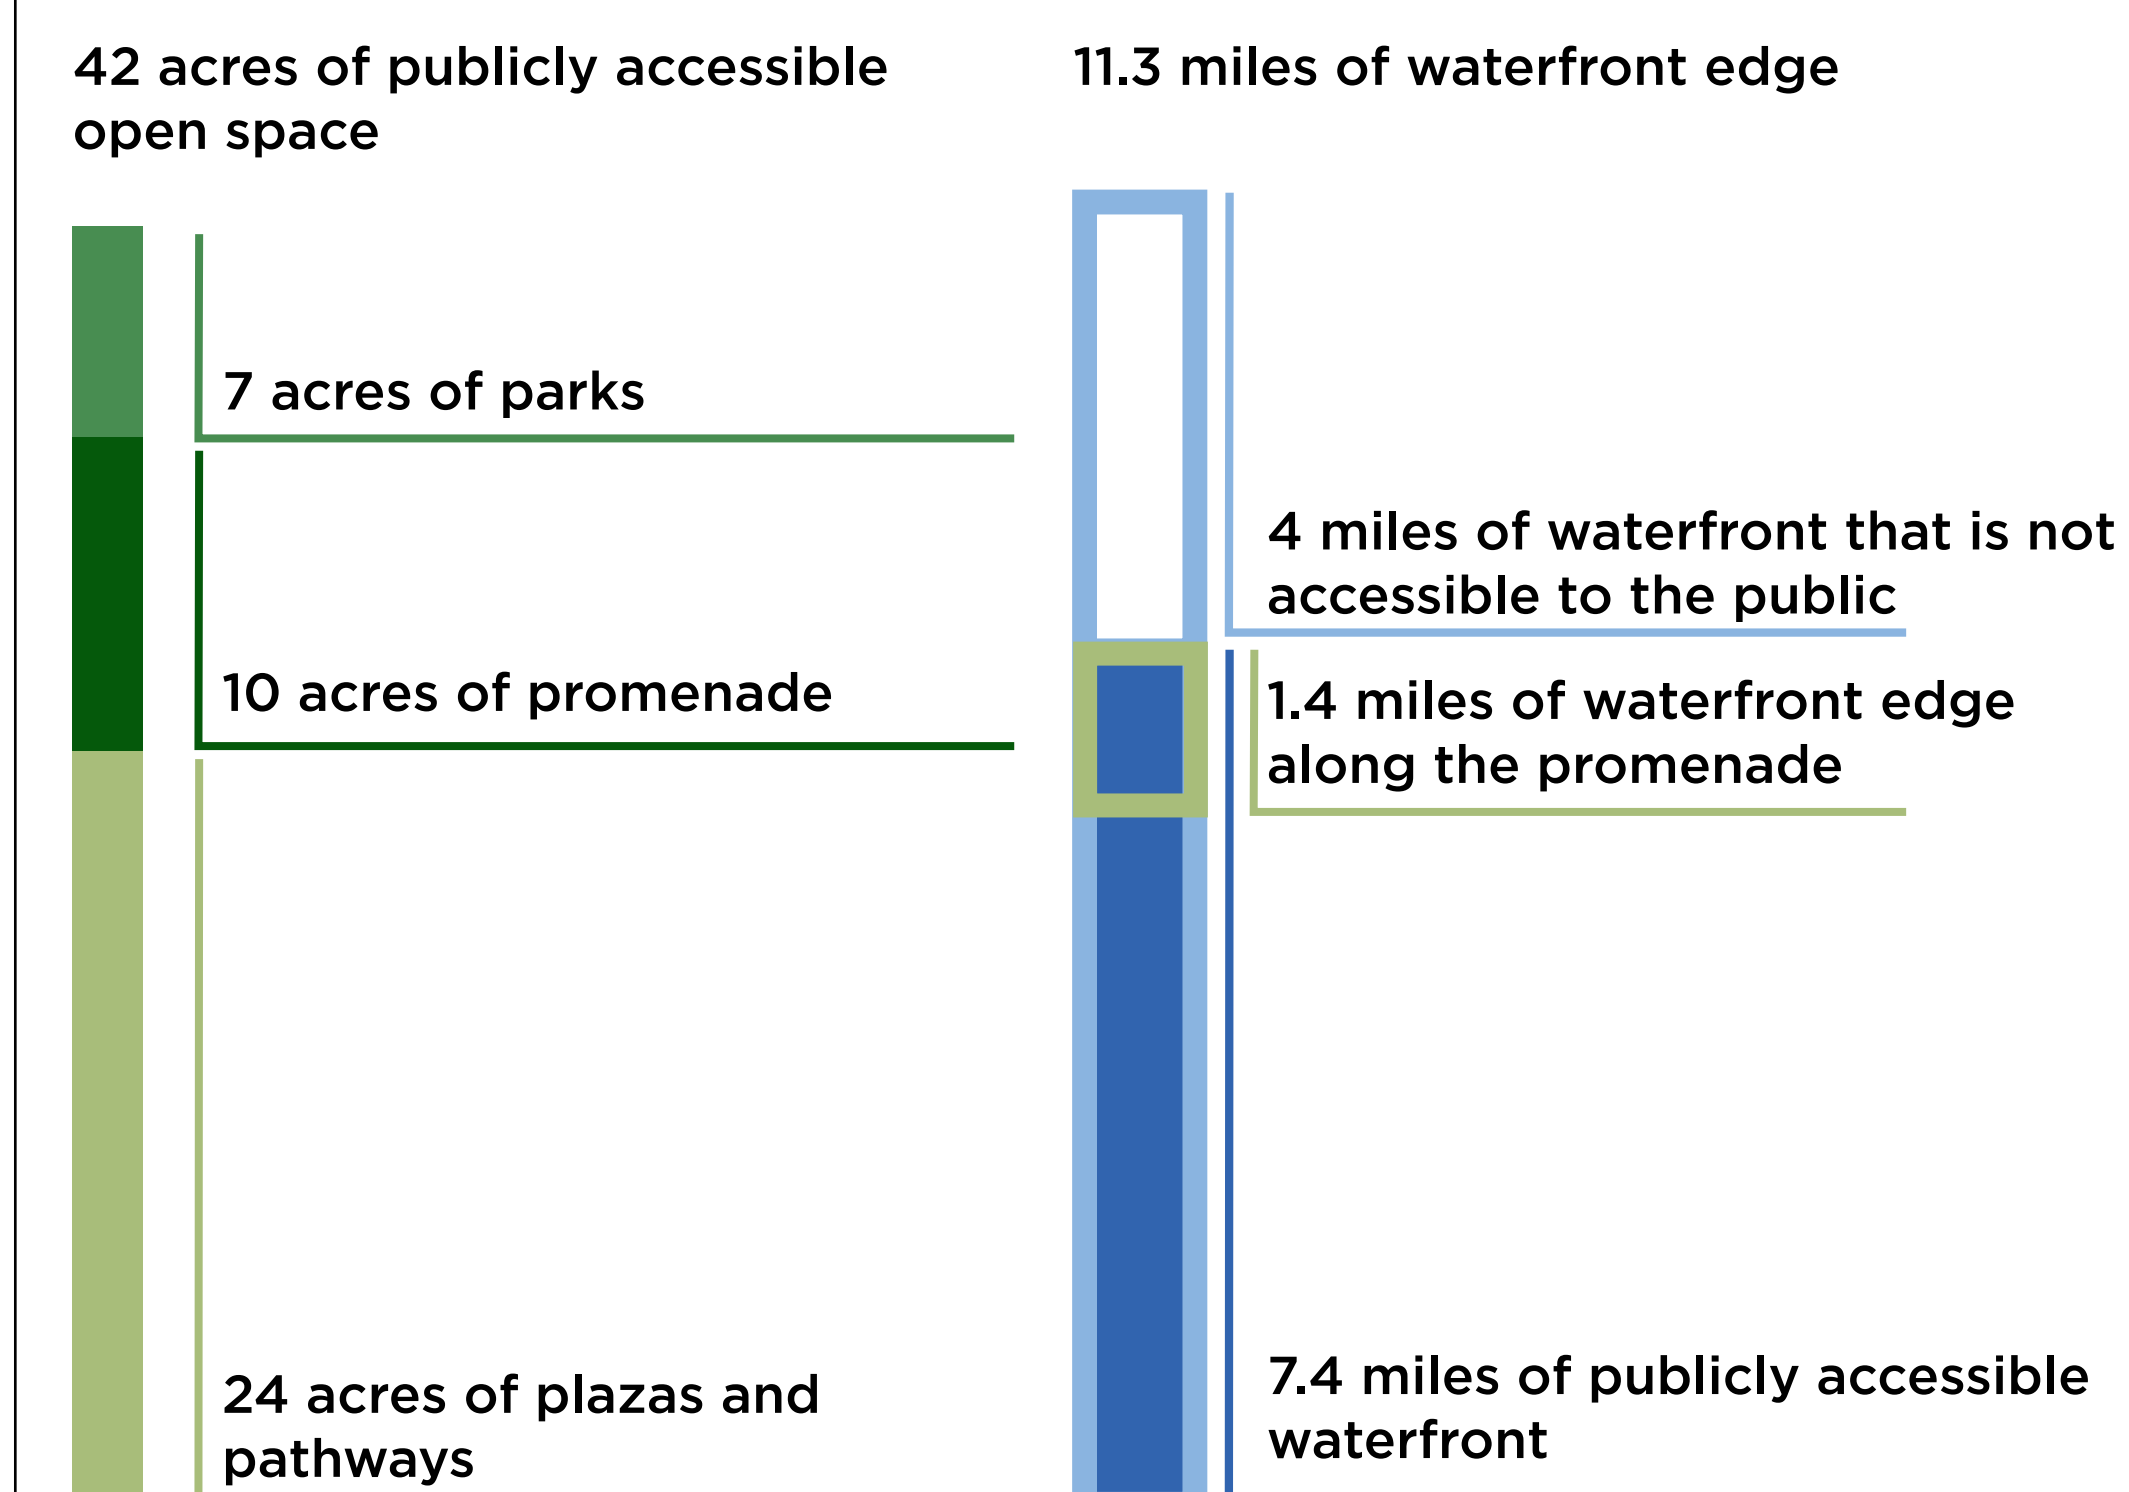 42 acres of publicly accessible
open space
7 acres of parks
10 acres of promenade
24 acres of plazas and
pathways
11.3 miles of waterfront edge
4 miles of waterfront that is not
accessible to the public
1.4 miles of waterfront edge
along the promenade
7.4 miles of publicly accessible
waterfront